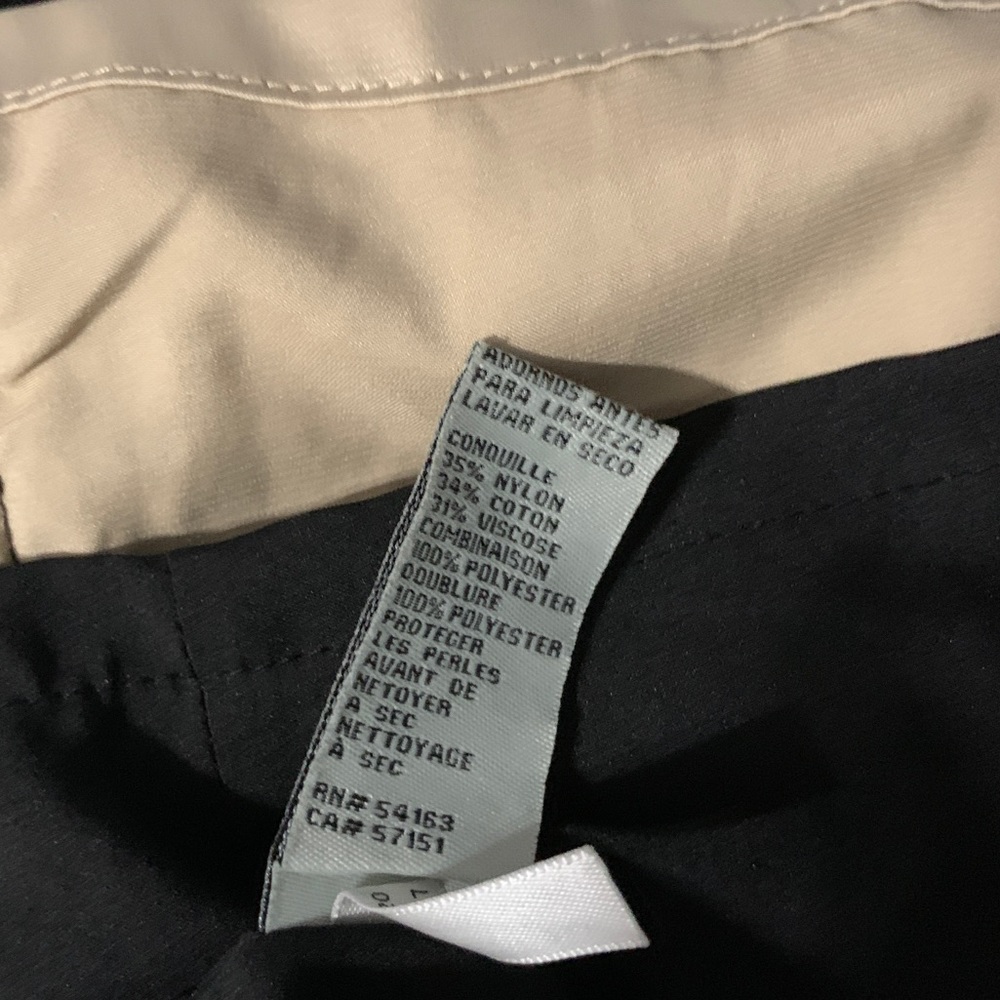 ADORNOS ANTES
PARA LIMPIEZA
LAVAR EN SECO
CONQUILLE
35% NYLON
34% COTON
31% VISCOSE
COMBINAISON
100% POLYESTER
DOUBLURE
100% POLYESTER
PROTEGER
LES PERLES
AVANT DE
NETOYER
A SEC
NETTOYAGE
À SEC
RN# 54163
CA# 57151